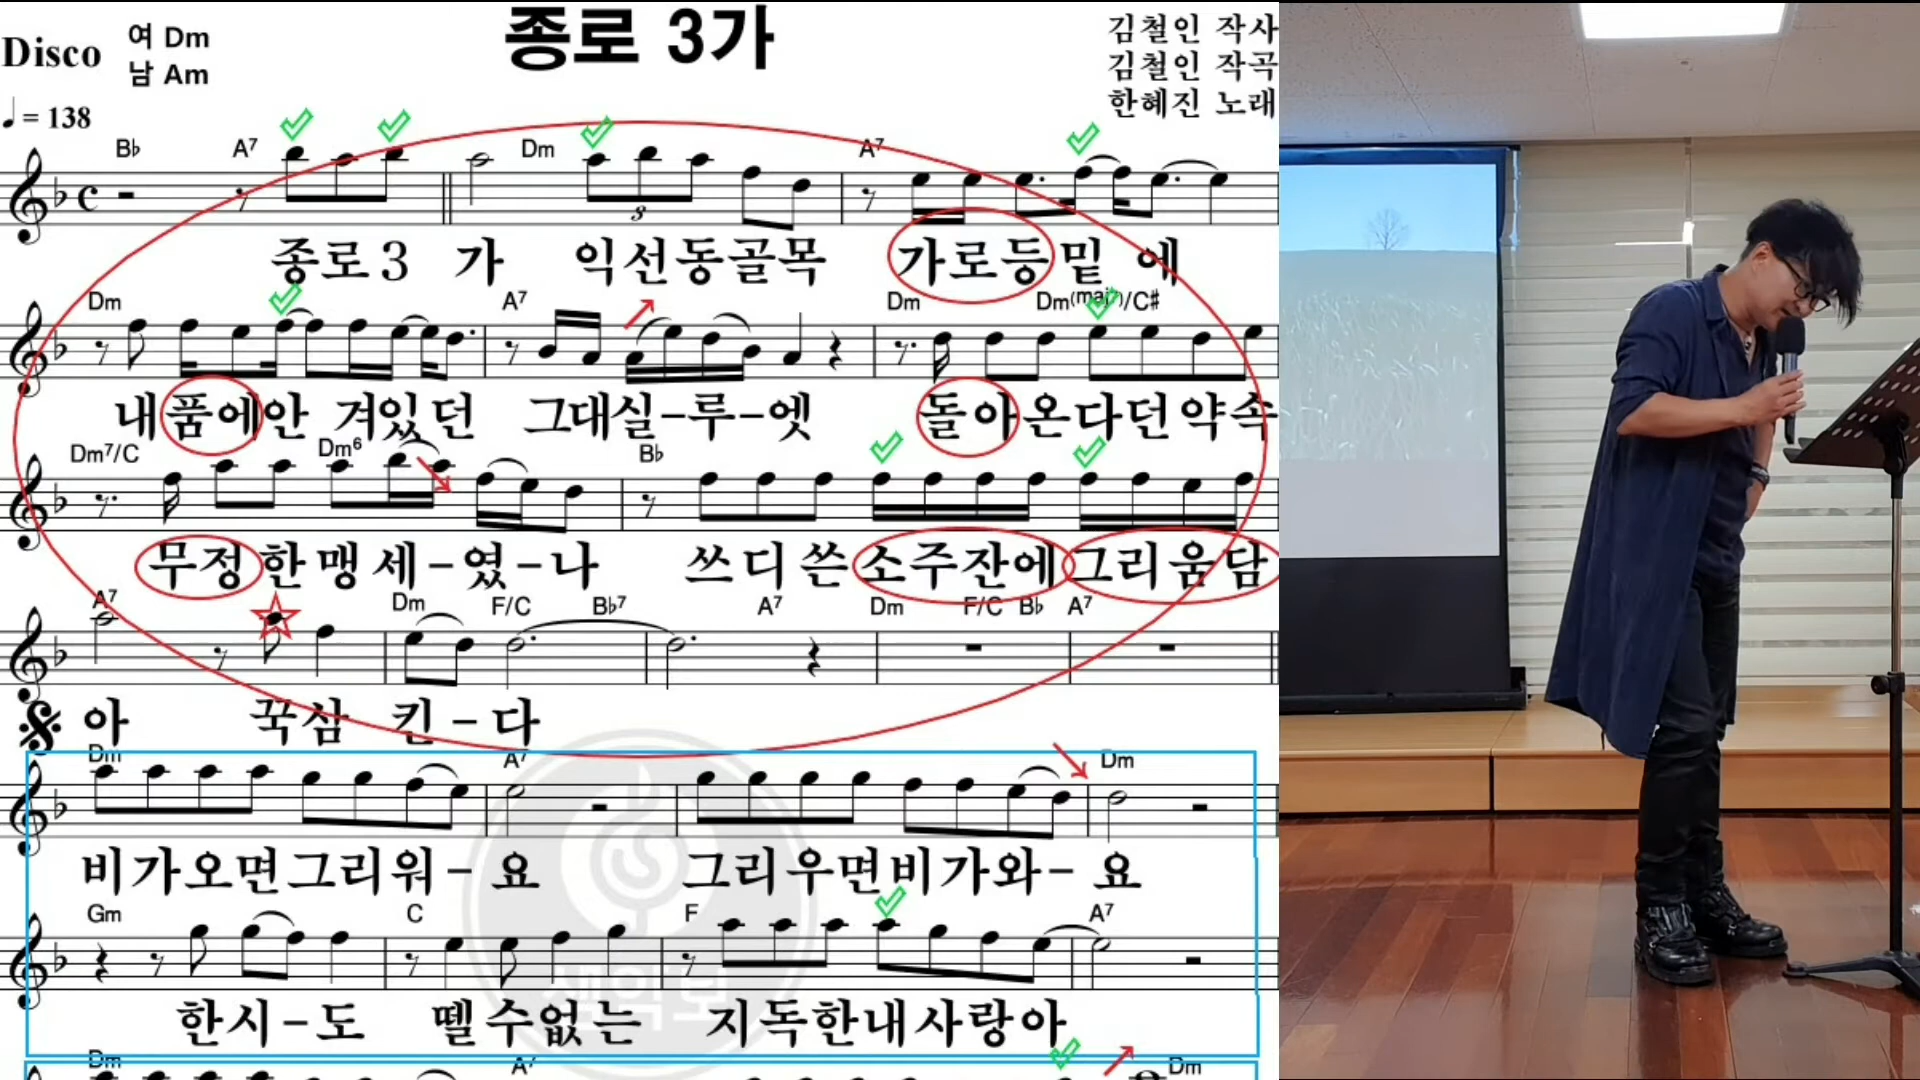 종로 3가
Disco
여 Dm
남 Am
♩= 138
김철인 작사
김철인 작곡
한혜진 노래
B♭ A7 Dm A7
3
종로3 가 익선동골목 가로등 밑 에
Dm A7 Dm Dm(maj7)/C#
내품에안 겨있던 그대실-루-엣 돌아온다던약속
Dm7/C Dm6 B♭
무정한맹세-였-나 쓰디쓴소주잔에그리움담
A7 Dm F/C B♭7 A7 Dm F/C B♭ A7
아 꾹삼 킨-다
Dm A7 Dm
비가오면그리워-요 그리우면비가와-요
Gm C F A7
한시-도 뗄수없는 지독한내사랑아
Dm A7 Dm